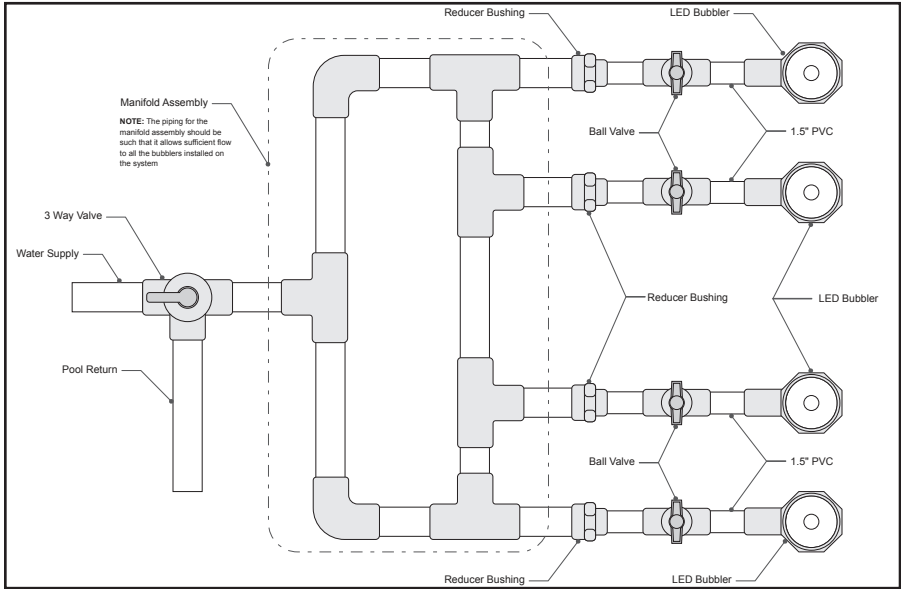 Reducer Bushing
LED Bubbler
Manifold Assembly
NOTE: The piping for the
manifold assembly should be
such that it allows sufficient flow
to all the bubblers installed on
the system
Ball Valve
1.5" PVC
3 Way Valve
Water Supply
Reducer Bushing
LED Bubbler
Pool Return
Ball Valve
1.5" PVC
Reducer Bushing
LED Bubbler